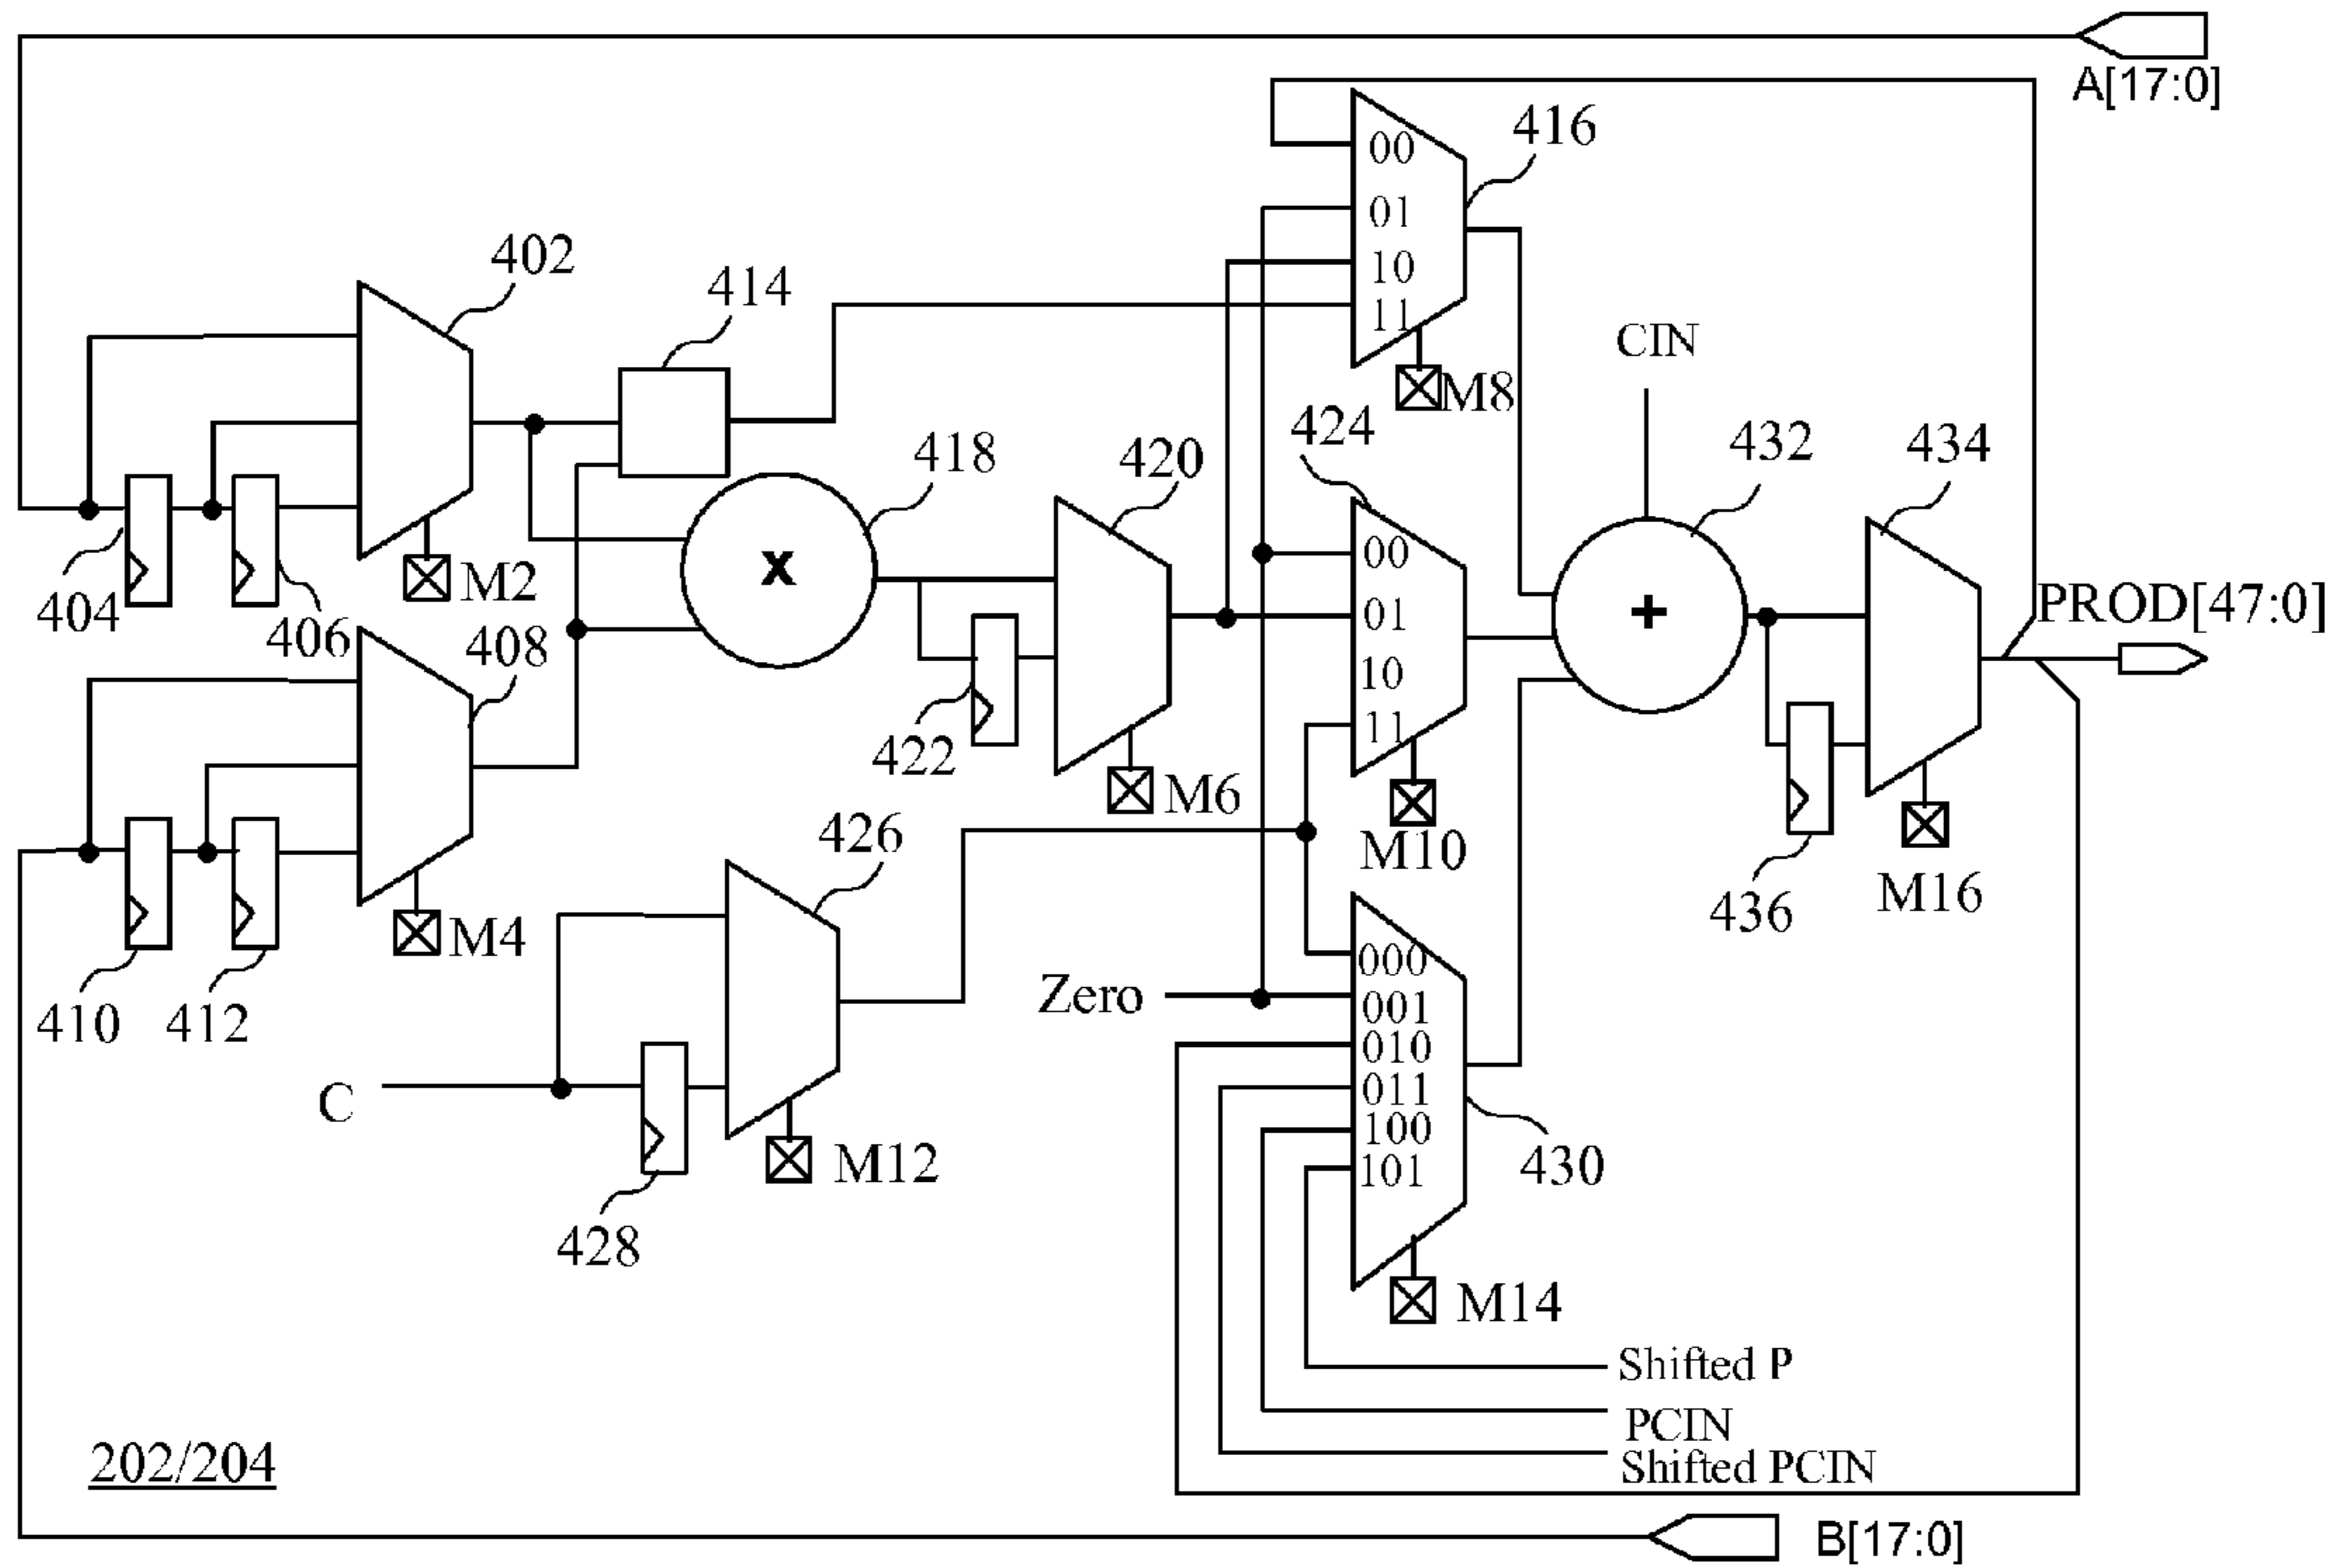 A[17:0]
416
00
01
10
11
M8
402
414
CIN
424
418
420
432
434
00
01
10
11
x
+
M2
404
406
408
PROD[47:0]
422
M6
M10
426
436
M16
M4
410
412
Zero
000
001
010
011
100
101
C
M12
430
428
M14
Shifted P
PCIN
Shifted PCIN
202/204
B[17:0]